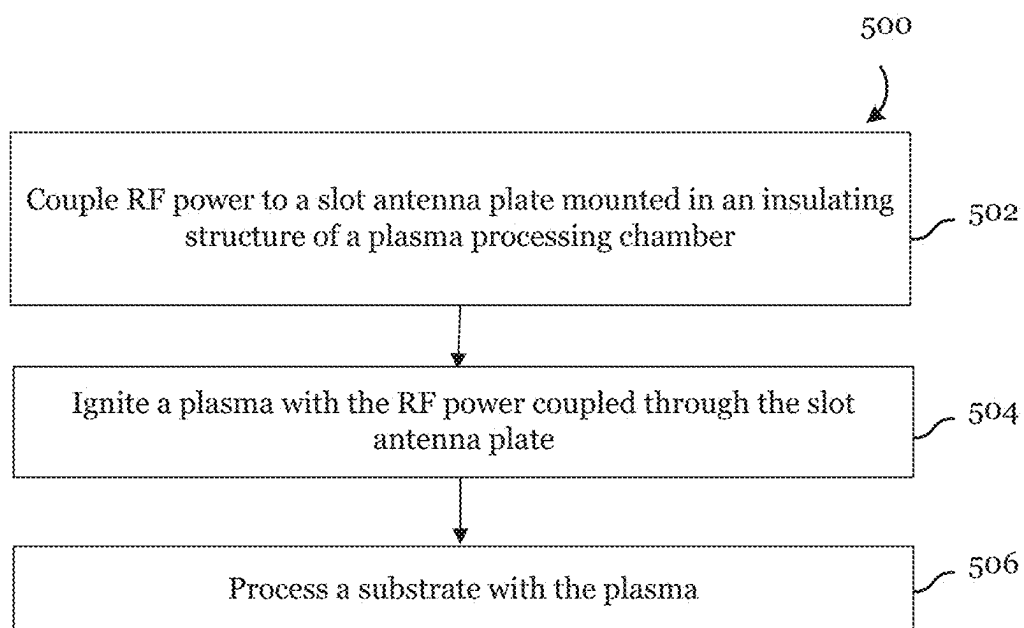 500
Couple RF power to a slot antenna plate mounted in an insulating
structure of a plasma processing chamber
502
Ignite a plasma with the RF power coupled through the slot
antenna plate
504
Process a substrate with the plasma
506